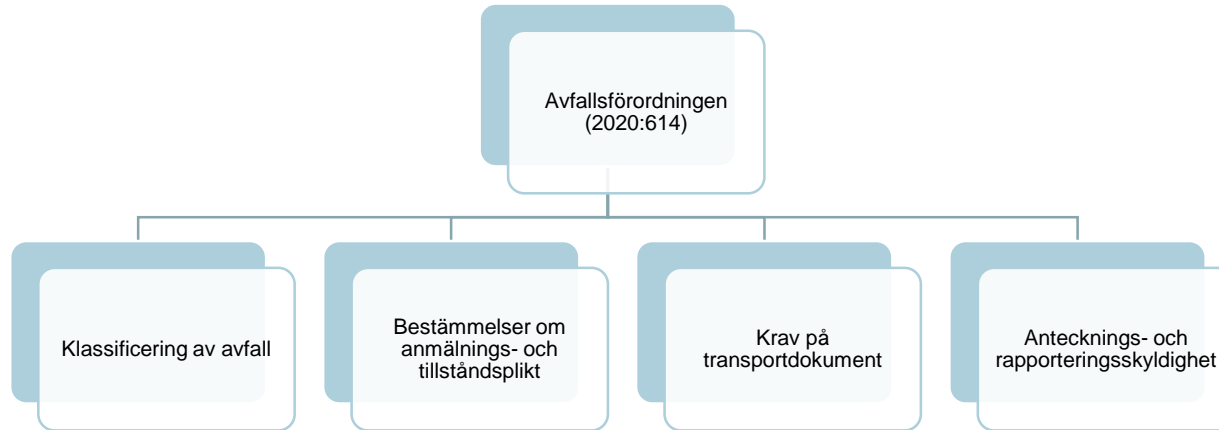 Avfallsförordningen
(2020:614)
Klassificering av avfall
Bestämmelser om
anmälnings- och
tillståndsplikt
Krav på
transportdokument
Antecknings- och
rapporteringsskyldighet